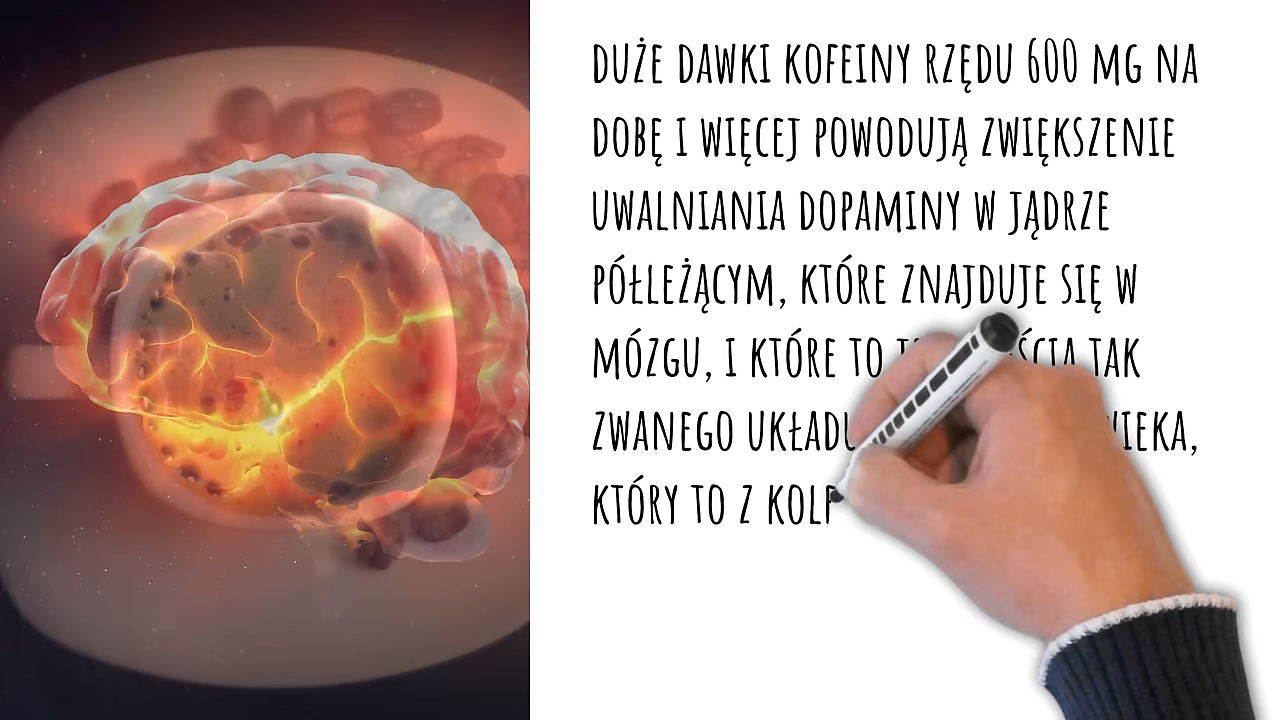 DUŻE DAWKI KOFEINY RZĘDU 600 MG NA
DOBĘ I WIĘCEJ POWODUJĄ ZWIĘKSZENIE
UWALNIANIA DOPAMINY W JĄDRZE
PÓŁLEŻĄCYM, KTÓRE ZNAJDUJE SIĘ W
MÓZGU, I KTÓRE TO TAK
ZWANEGO
KTÓRY TO Z